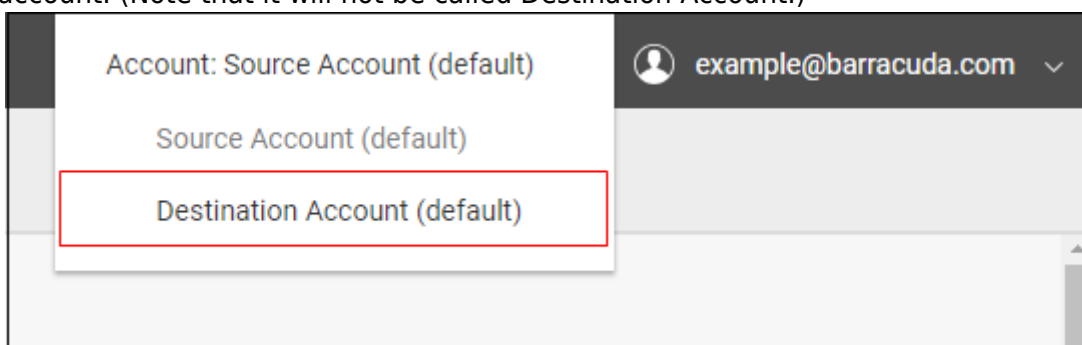 account. (Note that it will not be called Destination Account.)
Account: Source Account (default)
example@barracuda.com
Source Account (default)
Destination Account (default)